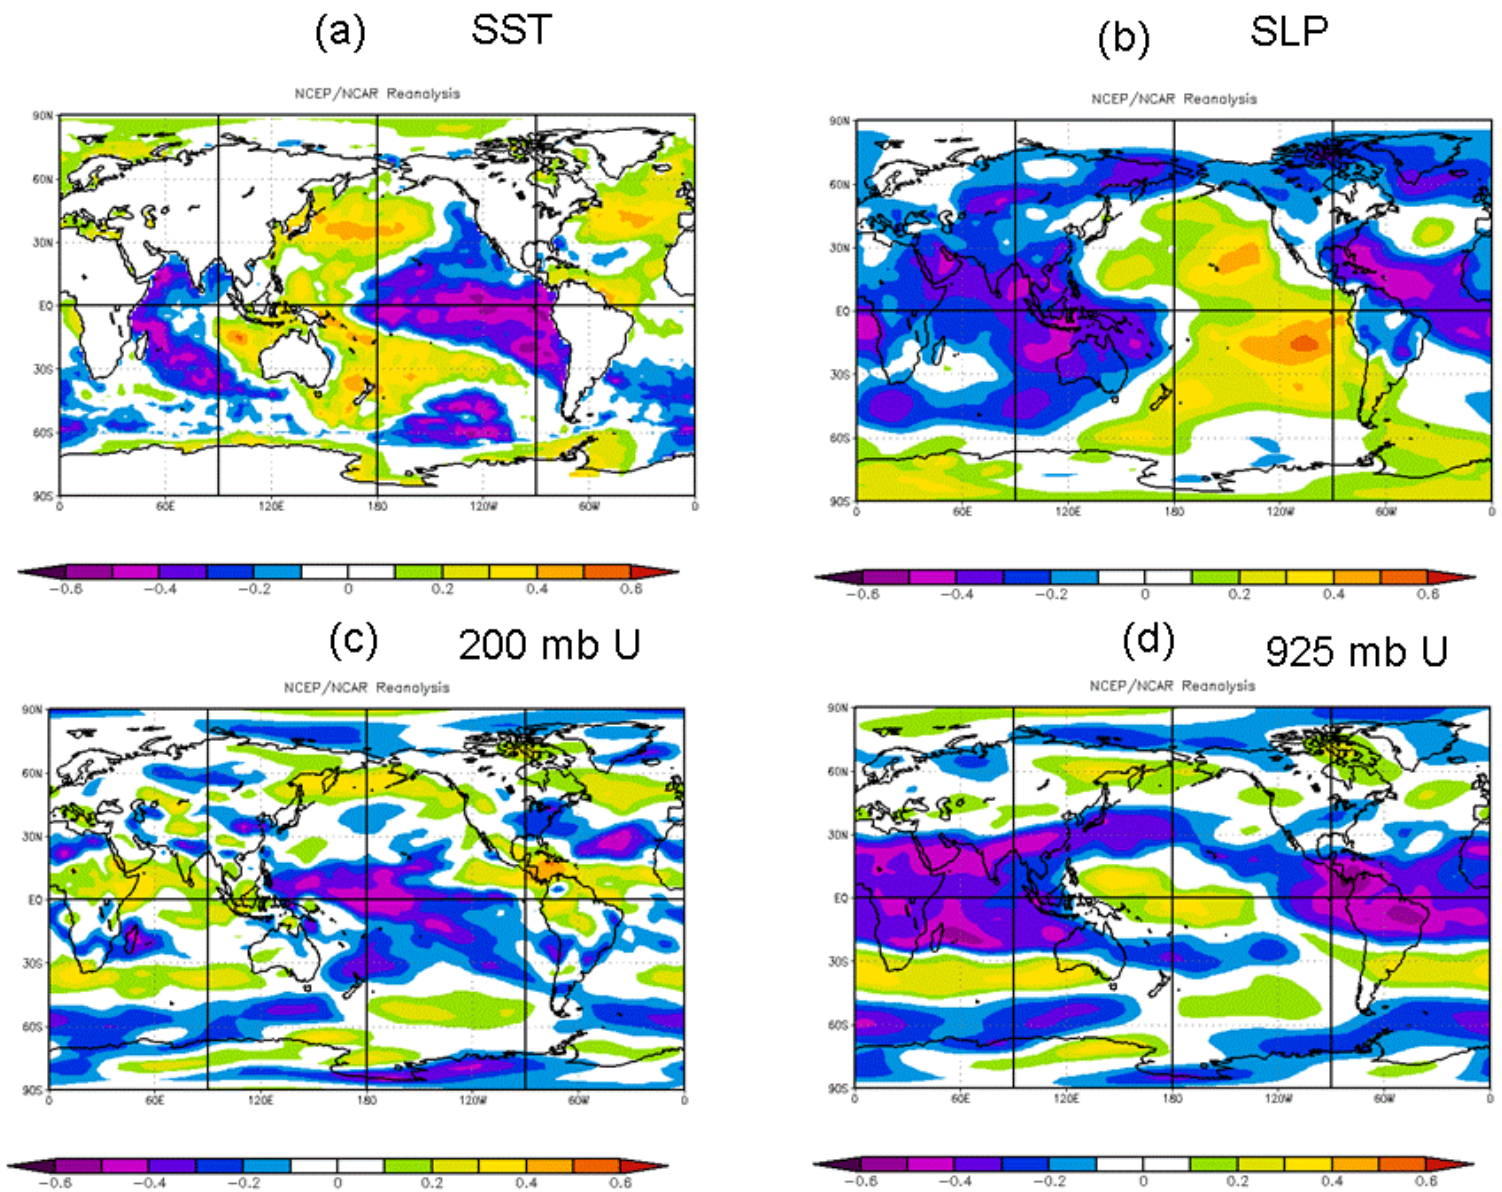 (a) SST
NCEP/NCAR Reanalysis
90N
60N
30N
EQ
30S
60S
90S
0 60E 120E 180 120W 60W 0
−0.6 −0.4 −0.2 0 0.2 0.4 0.6
(b) SLP
NCEP/NCAR Reanalysis
90N
60N
30N
EQ
30S
60S
90S
0 60E 120E 180 120W 60W 0
−0.6 −0.4 −0.2 0 0.2 0.4 0.6
(c) 200 mb U
NCEP/NCAR Reanalysis
90N
60N
30N
EQ
30S
60S
90S
0 60E 120E 180 120W 60W 0
−0.6 −0.4 −0.2 0 0.2 0.4 0.6
(d) 925 mb U
NCEP/NCAR Reanalysis
90N
60N
30N
EQ
30S
60S
90S
0 60E 120E 180 120W 60W 0
−0.6 −0.4 −0.2 0 0.2 0.4 0.6